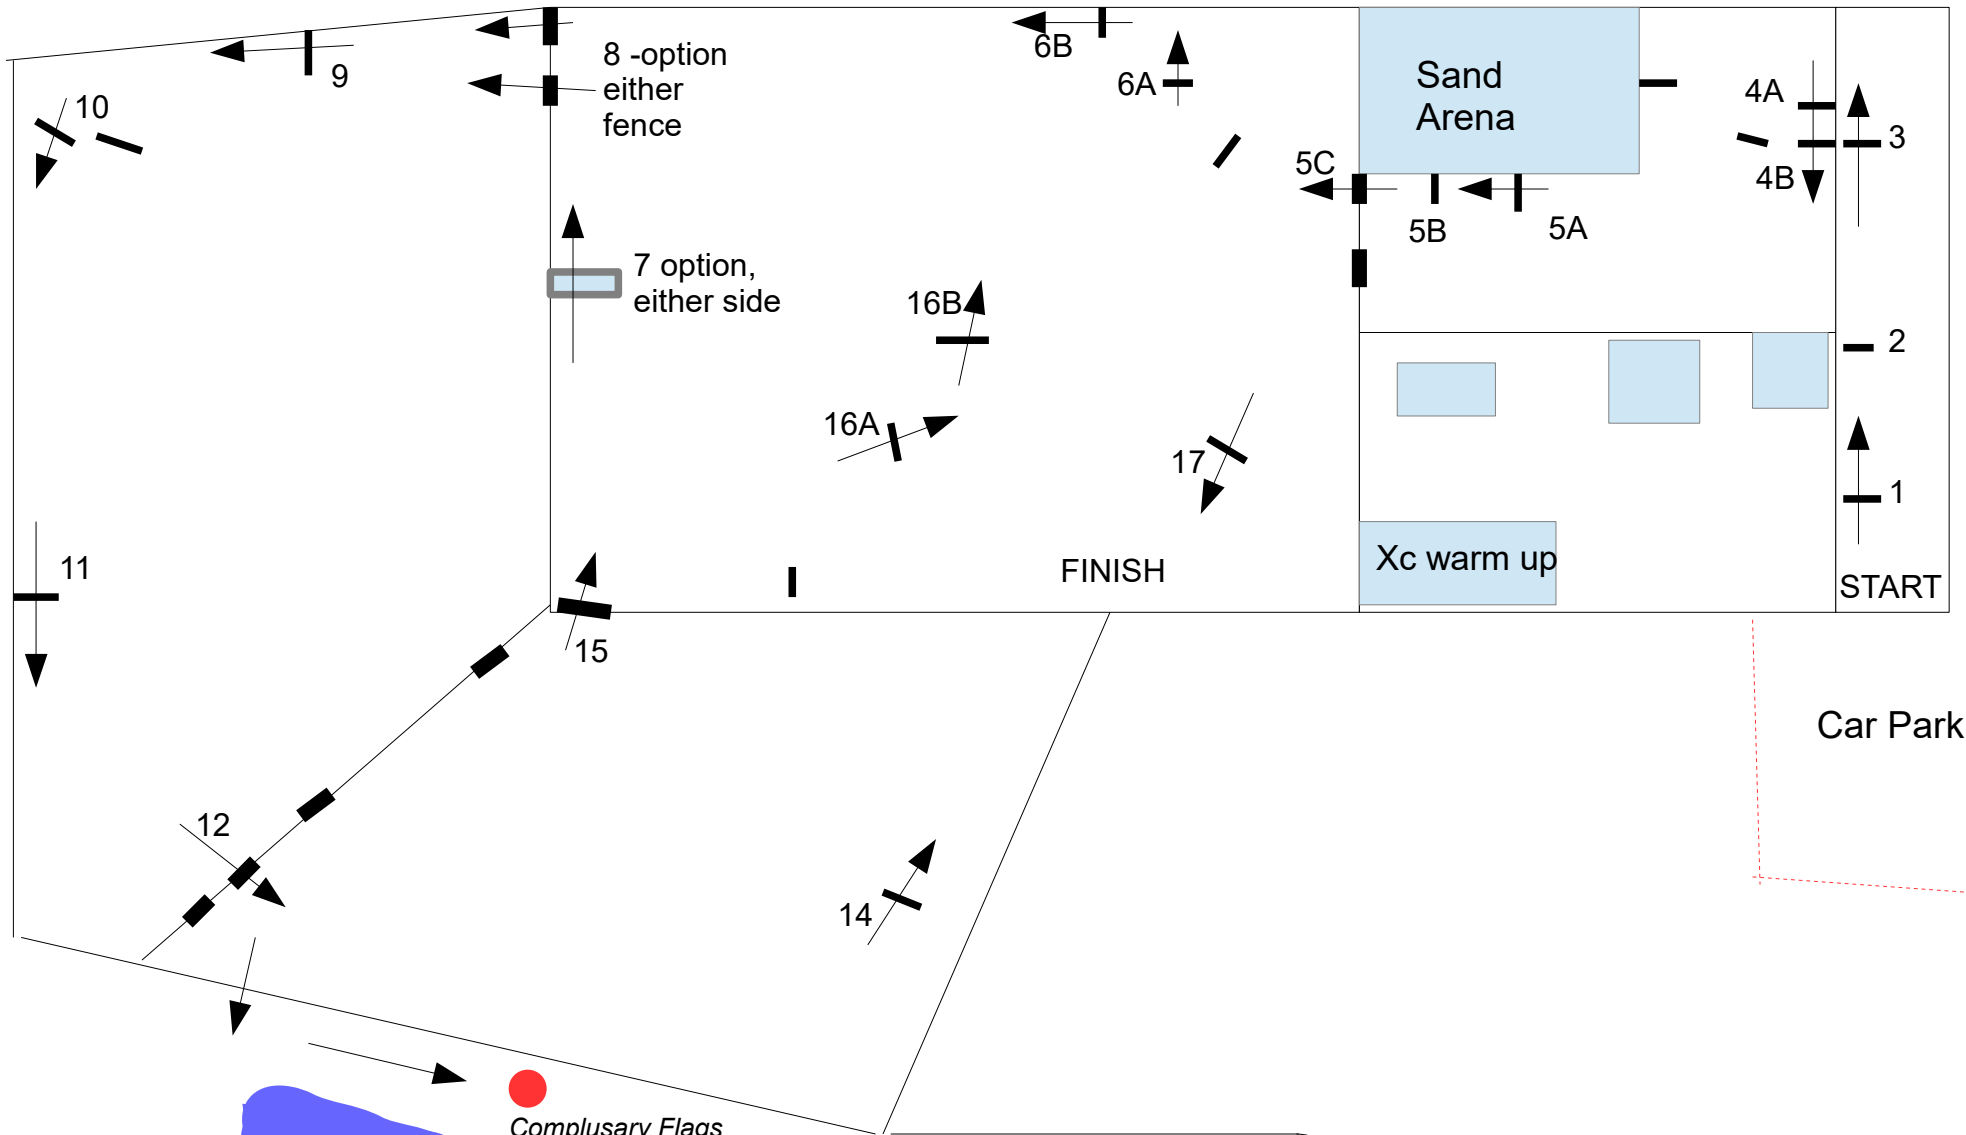 8 -option
either
fence
6B
6A
Sand
Arena
4A
3
4B
9
10
5C
5B
5A
7 option,
either side
16B
2
16A
17
1
11
FINISH
Xc warm up
START
15
Car Park
12
14
Complusary Flags